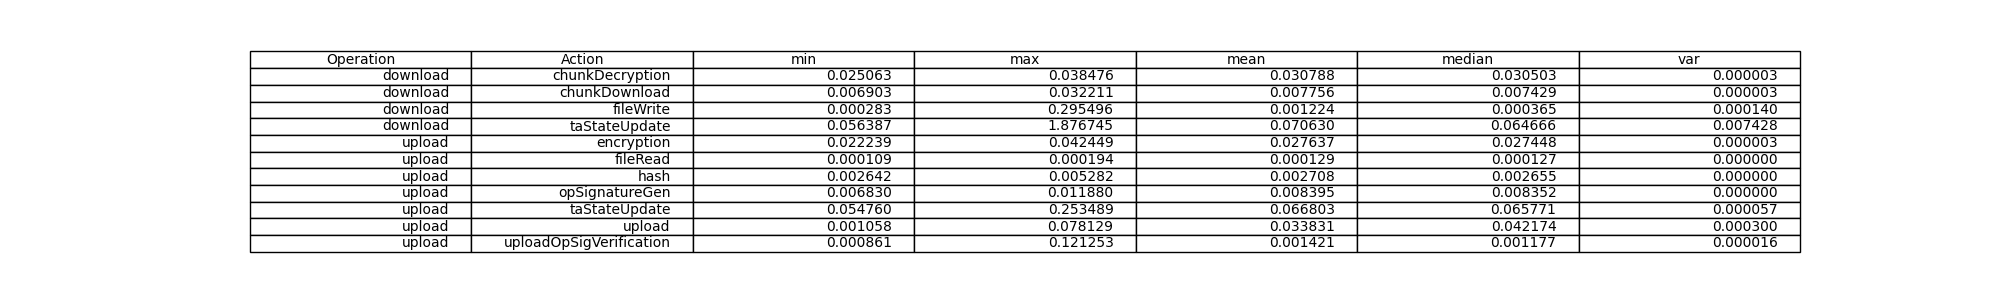 Operation Action min max mean median var
download chunkDecryption 0.025063 0.038476 0.030788 0.030503 0.000003
download chunkDownload 0.006903 0.032211 0.007756 0.007429 0.000003
download fileWrite 0.000283 0.295496 0.001224 0.000365 0.000140
download taStateUpdate 0.056387 1.876745 0.070630 0.064666 0.007428
upload encryption 0.022239 0.042449 0.027637 0.027448 0.000003
upload fileRead 0.000109 0.000194 0.000129 0.000127 0.000000
upload hash 0.002642 0.005282 0.002708 0.002655 0.000000
upload opSignatureGen 0.006830 0.011880 0.008395 0.008352 0.000000
upload taStateUpdate 0.054760 0.253489 0.066803 0.065771 0.000057
upload upload 0.001058 0.078129 0.033831 0.042174 0.000300
upload uploadOpSigVerification 0.000861 0.121253 0.001421 0.001177 0.000016